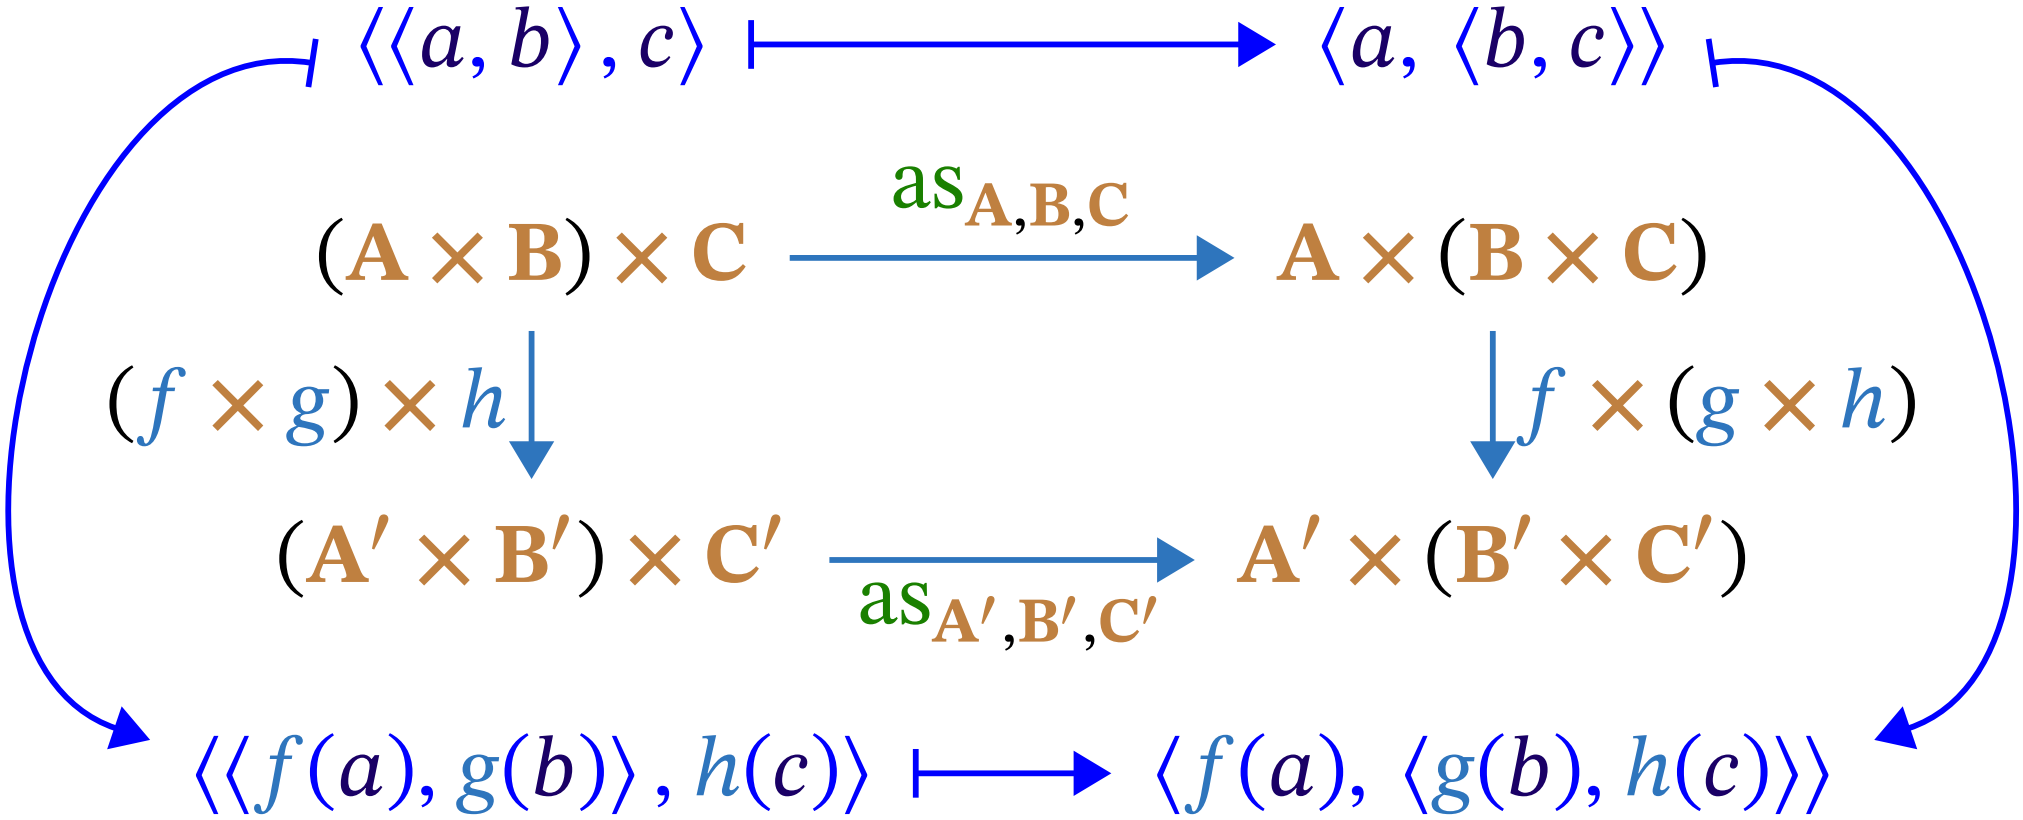 ⟨⟨a, b⟩, c⟩ ⟨a, ⟨b, c⟩⟩
as_{A,B,C}
(A × B) × C A × (B × C)
(f × g) × h f × (g × h)
(A′ × B′) × C′ A′ × (B′ × C′)
as_{A′,B′,C′}
⟨⟨f(a), g(b)⟩, h(c)⟩ ⟨f(a), ⟨g(b), h(c)⟩⟩